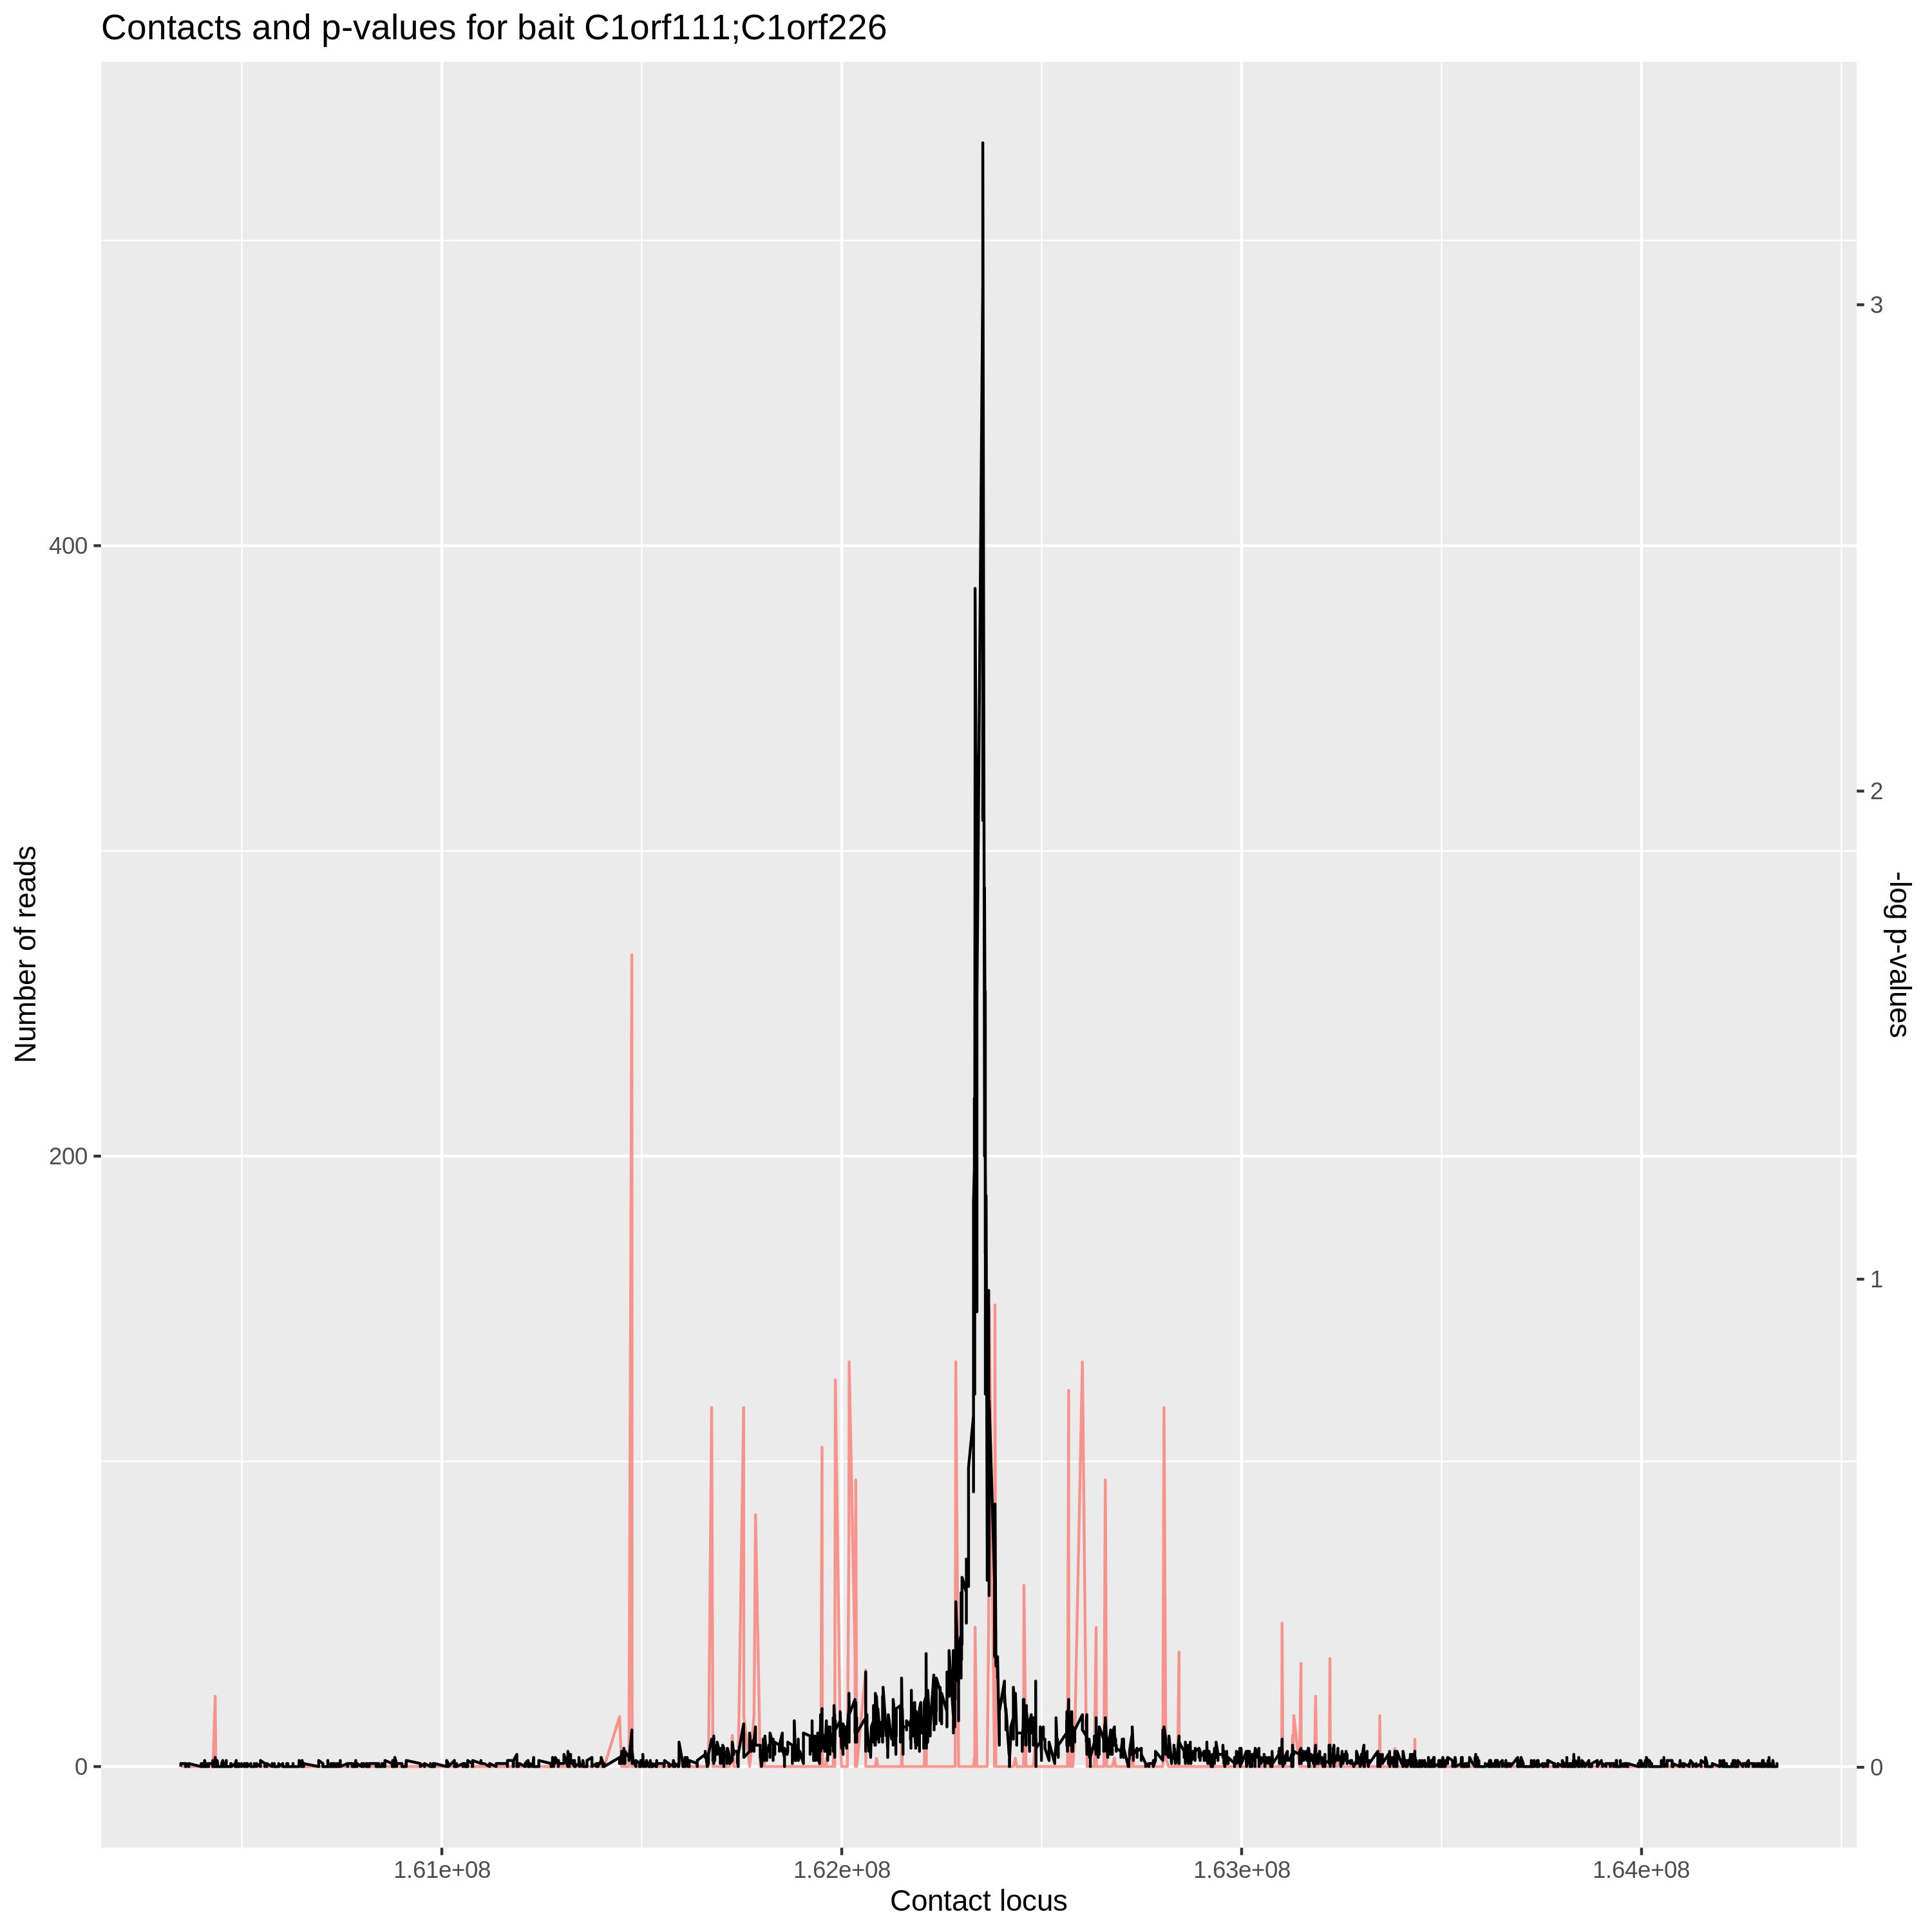 Contacts and p-values for bait C1orf111;C1orf226
Number of reads
400
200
0
3
2
1
0
-log p-values
1.61e+08
1.62e+08
1.63e+08
1.64e+08
Contact locus